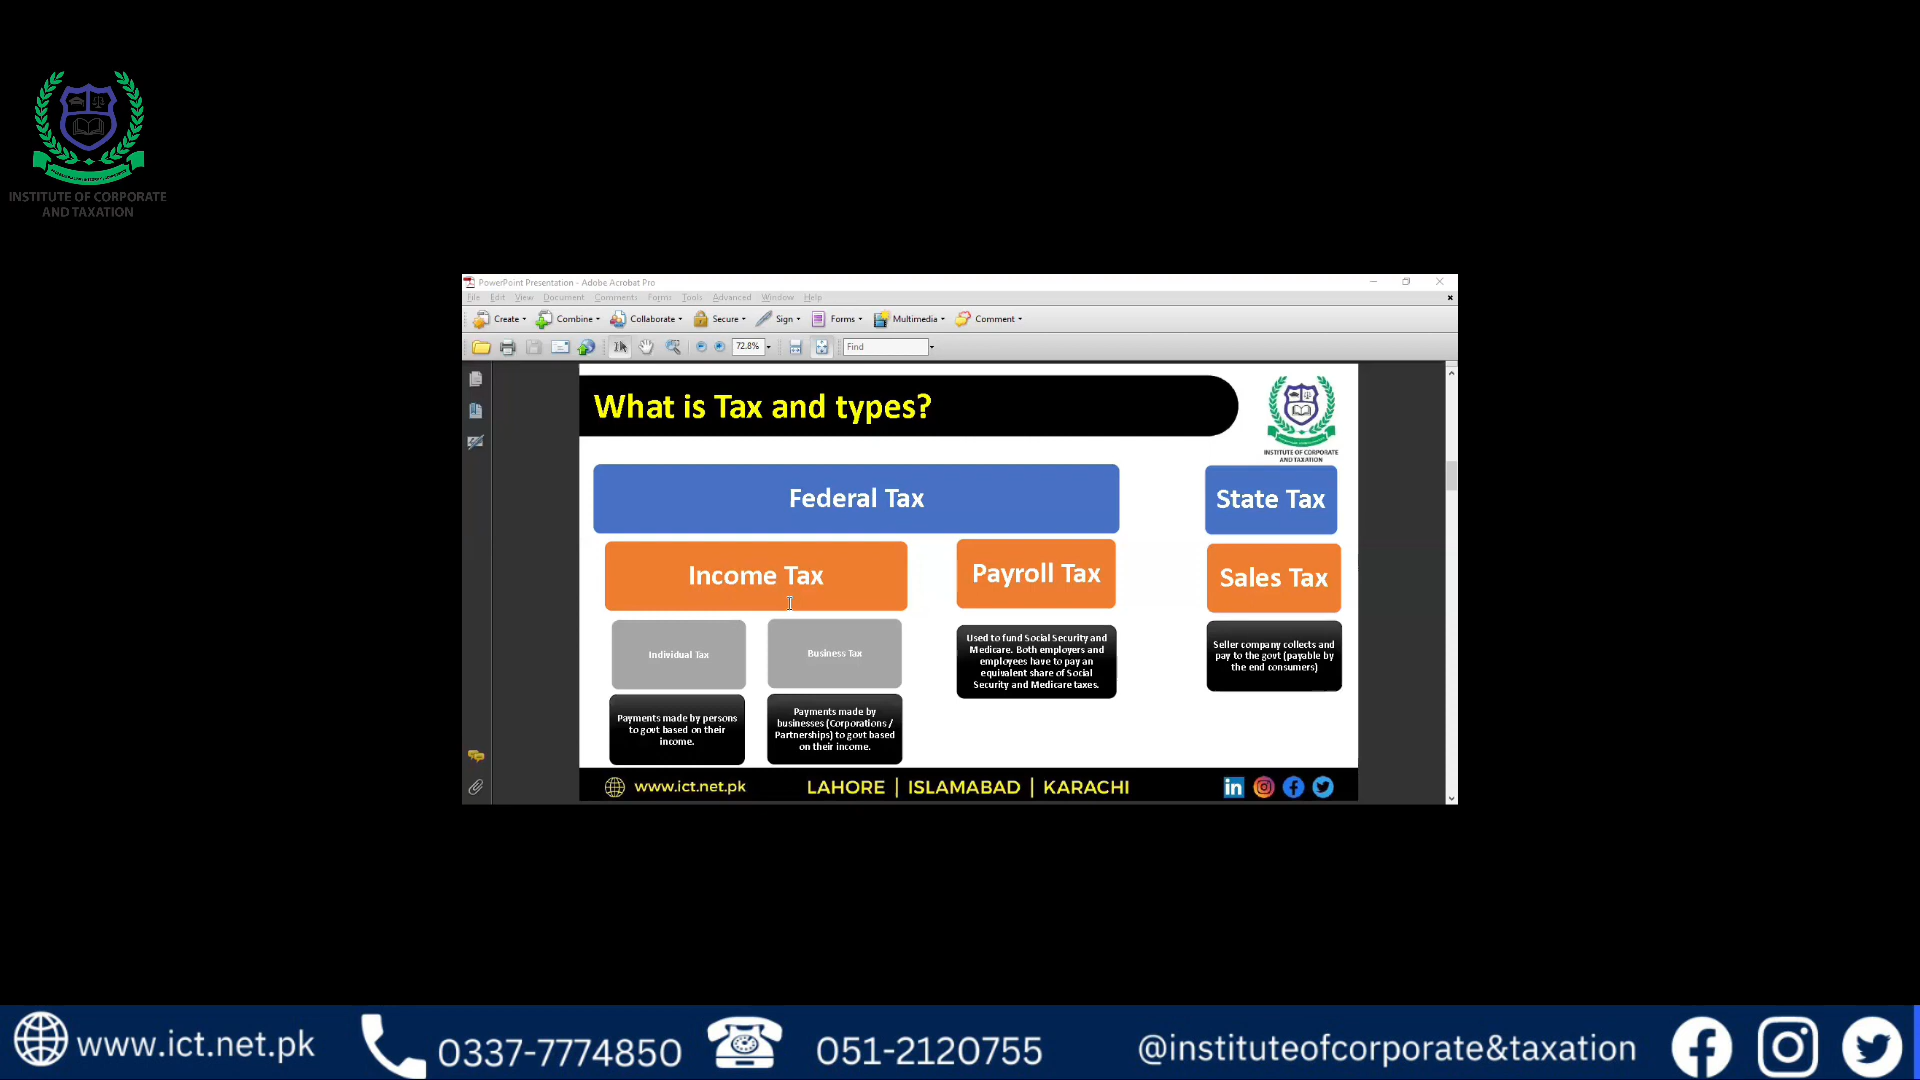 INSTITUTE OF CORPORATE
AND TAXATION
PowerPoint Presentation - Adobe Acrobat Pro
File Edit View Document Comments Forms Tools Advanced Window Help
Create Combine Collaborate Secure Sign Forms Multimedia Comment
72.8% Find
What is Tax and types?
INSTITUTE OF CORPORATE
AND TAXATION
Federal Tax
State Tax
Income Tax
Payroll Tax
Sales Tax
Individual Tax
Business Tax
Used to fund Social Security and
Medicare. Both employers and
employees have to pay an
equivalent share of Social
Security and Medicare taxes.
Seller company collects and
pay to the govt (payable by
the end consumers)
Payments made by persons
to govt based on their
income.
Payments made by
businesses (Corporations /
Partnerships) to govt based
on their income.
www.ict.net.pk
LAHORE | ISLAMABAD | KARACHI
www.ict.net.pk
0337-7774850
051-2120755
@instituteofcorporate&taxation